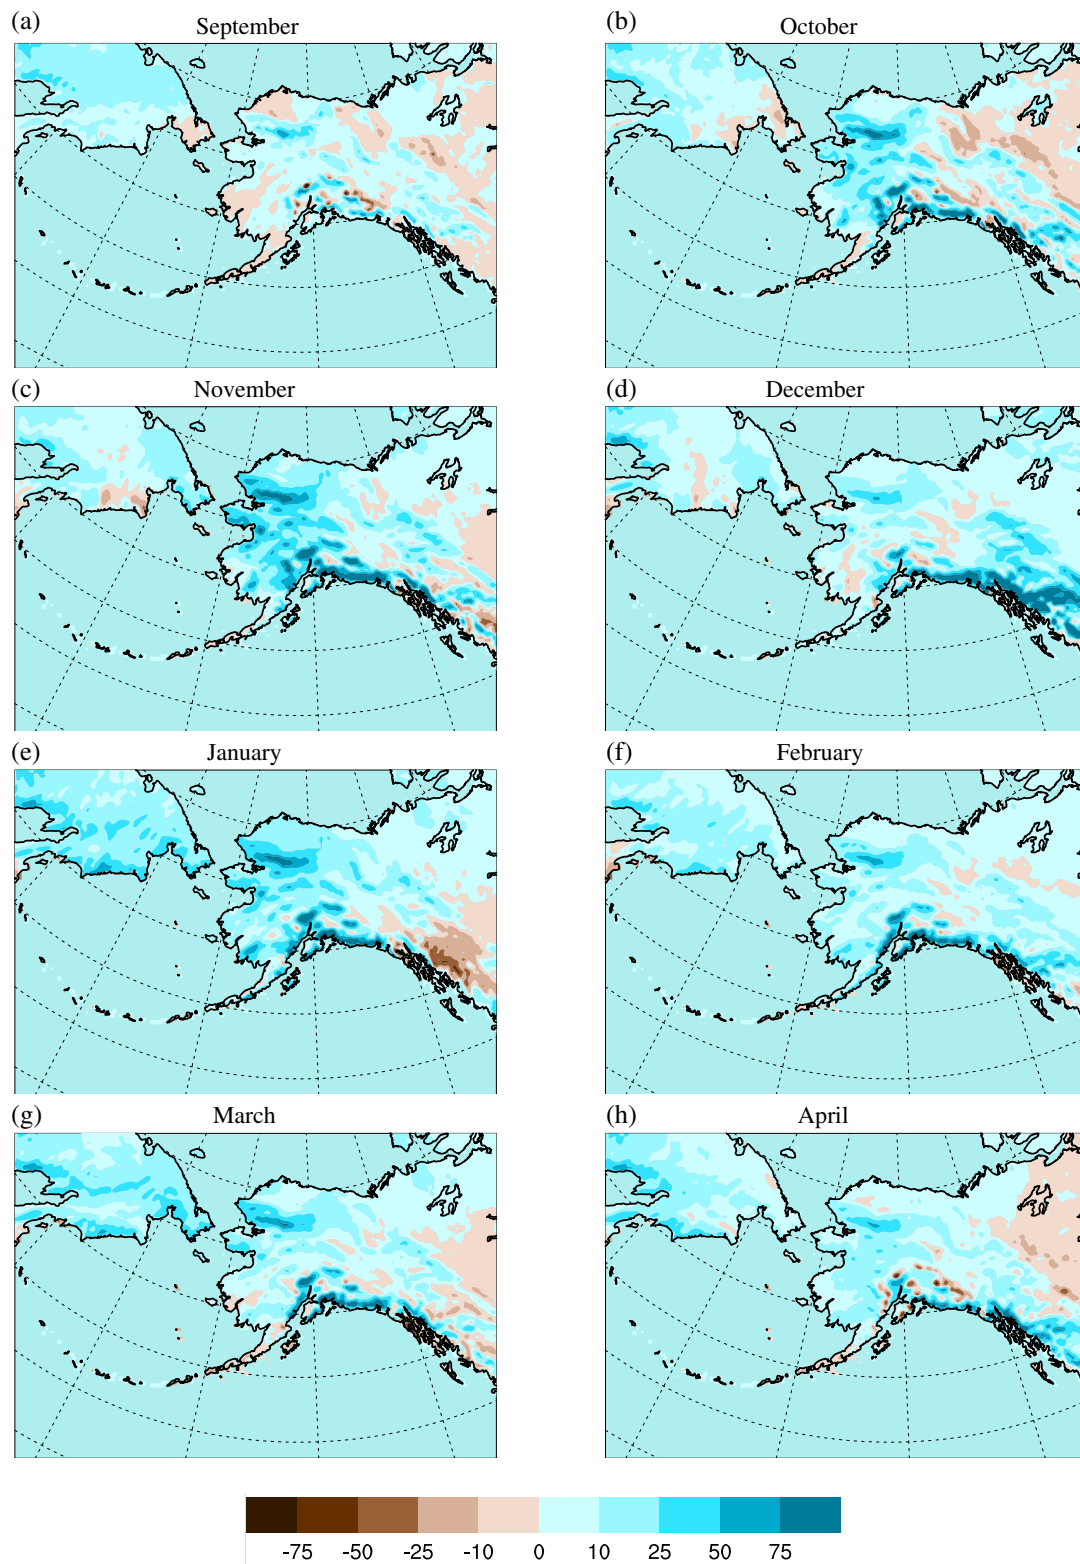 (a) September
(b) October
(c) November
(d) December
(e) January
(f) February
(g) March
(h) April
-75 -50 -25 -10 0 10 25 50 75